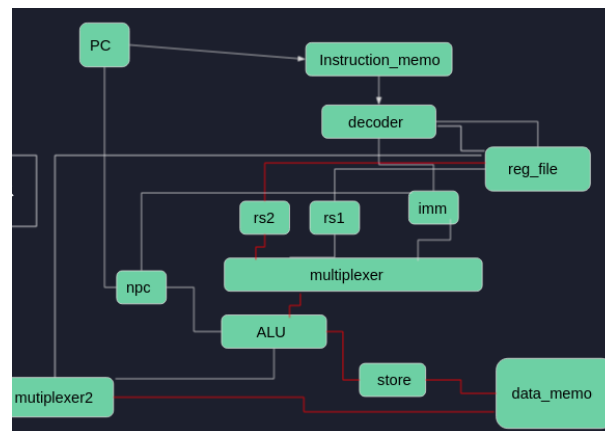 PC
Instruction_memo
decoder
reg_file
imm
rs2
rs1
multiplexer
npc
ALU
store
mutiplexer2
data_memo